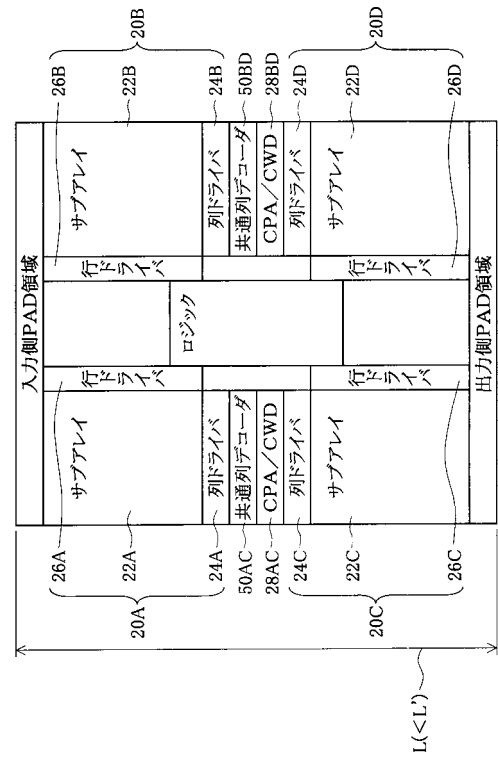 20A
20B
26A
22A
24A
50AC
28AC
24C
22C
26C
20C
L(<L')
入力側PAD領域
サブアレイ
行ドライバ
行ドライバ
サブアレイ
列ドライバ
共通列デコーダ
CPA/CWD
列ドライバ
ロジック
列ドライバ
共通列デコーダ
CPA/CWD
列ドライバ
サブアレイ
行ドライバ
行ドライバ
サブアレイ
出力側PAD領域
26B
22B
24B
50BD
28BD
24D
22D
26D
20D